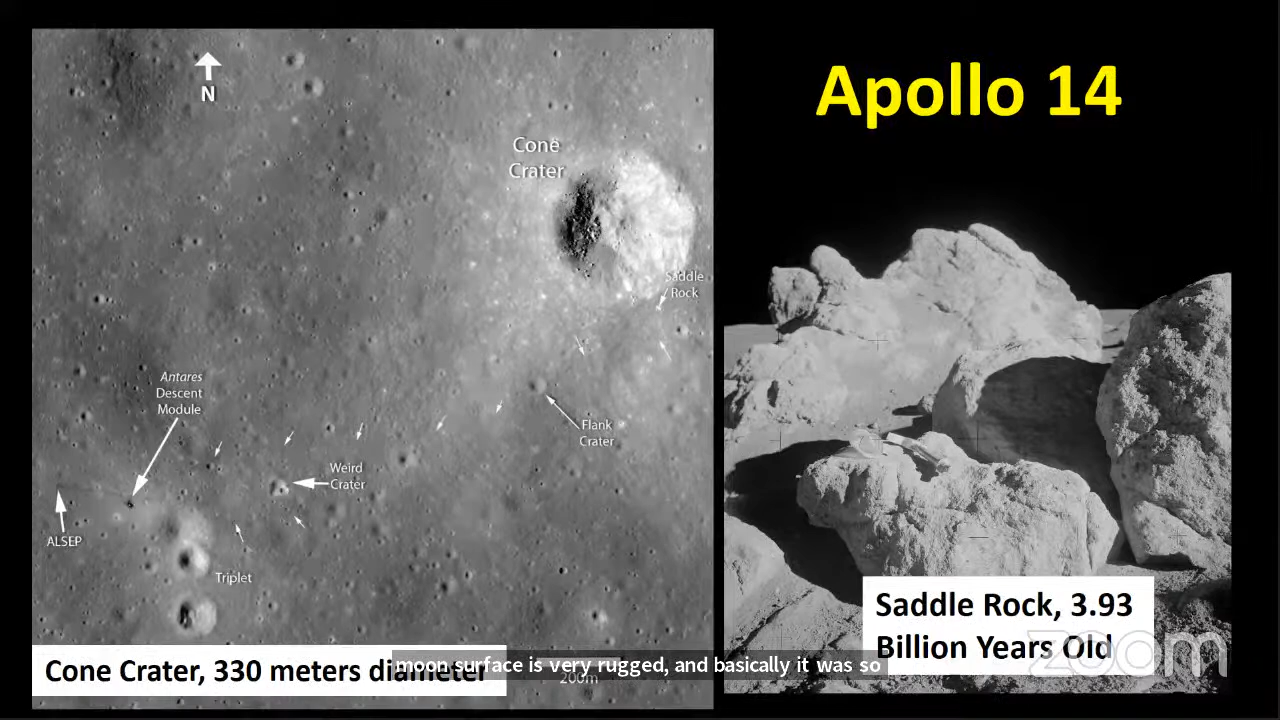 Apollo 14
N
Cone
Crater
Saddle
Rock
Antares
Descent
Module
Flank
Crater
Weird
Crater
ALSEP
Triplet
200m
Cone Crater, 330 meters diameter
Saddle Rock, 3.93
Billion Years Old
moon surface is very rugged, and basically it was so
zoom